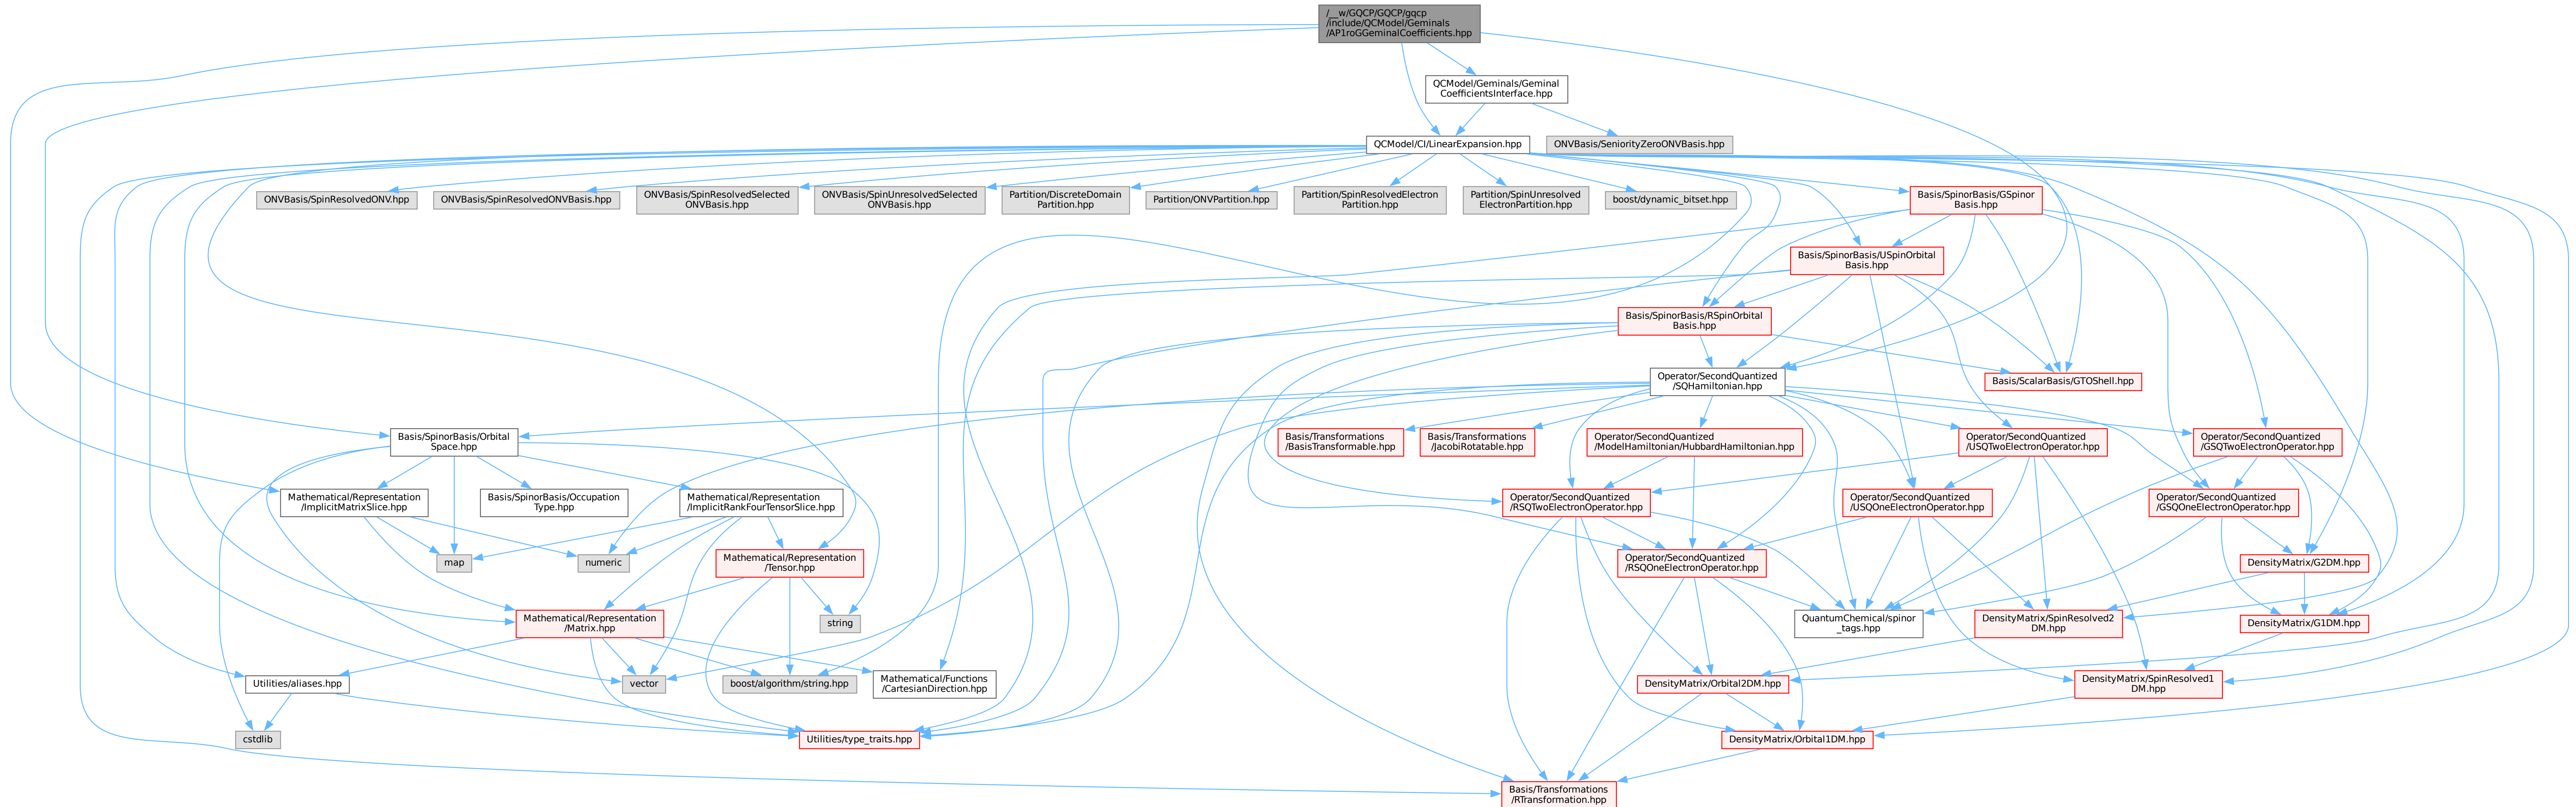 /__w/GQCP/GQCP/gqcp
/include/QCModel/Geminals
/AP1roGGeminalCoefficients.hpp
QCModel/Geminals/Geminal
CoefficientsInterface.hpp
QCModel/CI/LinearExpansion.hpp
ONVBasis/SeniorityZeroONVBasis.hpp
ONVBasis/SpinResolvedONV.hpp
ONVBasis/SpinResolvedONVBasis.hpp
ONVBasis/SpinResolvedSelected
ONVBasis.hpp
ONVBasis/SpinUnresolvedSelected
ONVBasis.hpp
Partition/DiscreteDomain
Partition.hpp
Partition/ONVPartition.hpp
Partition/SpinResolvedElectron
Partition.hpp
Partition/SpinUnresolved
ElectronPartition.hpp
boost/dynamic_bitset.hpp
Basis/SpinorBasis/GSpinor
Basis.hpp
Basis/SpinorBasis/USpinOrbital
Basis.hpp
Basis/SpinorBasis/RSpinOrbital
Basis.hpp
Operator/SecondQuantized
/SQHamiltonian.hpp
Basis/ScalarBasis/GTOShell.hpp
Basis/SpinorBasis/Orbital
Space.hpp
Basis/Transformations
/BasisTransformable.hpp
Basis/Transformations
/JacobiRotatable.hpp
Operator/SecondQuantized
/ModelHamiltonian/HubbardHamiltonian.hpp
Operator/SecondQuantized
/USQTwoElectronOperator.hpp
Operator/SecondQuantized
/GSQTwoElectronOperator.hpp
Mathematical/Representation
/ImplicitMatrixSlice.hpp
Basis/SpinorBasis/Occupation
Type.hpp
Mathematical/Representation
/ImplicitRankFourTensorSlice.hpp
Operator/SecondQuantized
/RSQTwoElectronOperator.hpp
Operator/SecondQuantized
/USQOneElectronOperator.hpp
Operator/SecondQuantized
/GSQOneElectronOperator.hpp
map
numeric
Mathematical/Representation
/Tensor.hpp
Operator/SecondQuantized
/RSQOneElectronOperator.hpp
DensityMatrix/G2DM.hpp
Mathematical/Representation
/Matrix.hpp
string
QuantumChemical/spinor
_tags.hpp
DensityMatrix/SpinResolved2
DM.hpp
DensityMatrix/G1DM.hpp
Utilities/aliases.hpp
vector
boost/algorithm/string.hpp
Mathematical/Functions
/CartesianDirection.hpp
DensityMatrix/Orbital2DM.hpp
DensityMatrix/SpinResolved1
DM.hpp
cstdlib
Utilities/type_traits.hpp
DensityMatrix/Orbital1DM.hpp
Basis/Transformations
/RTransformation.hpp